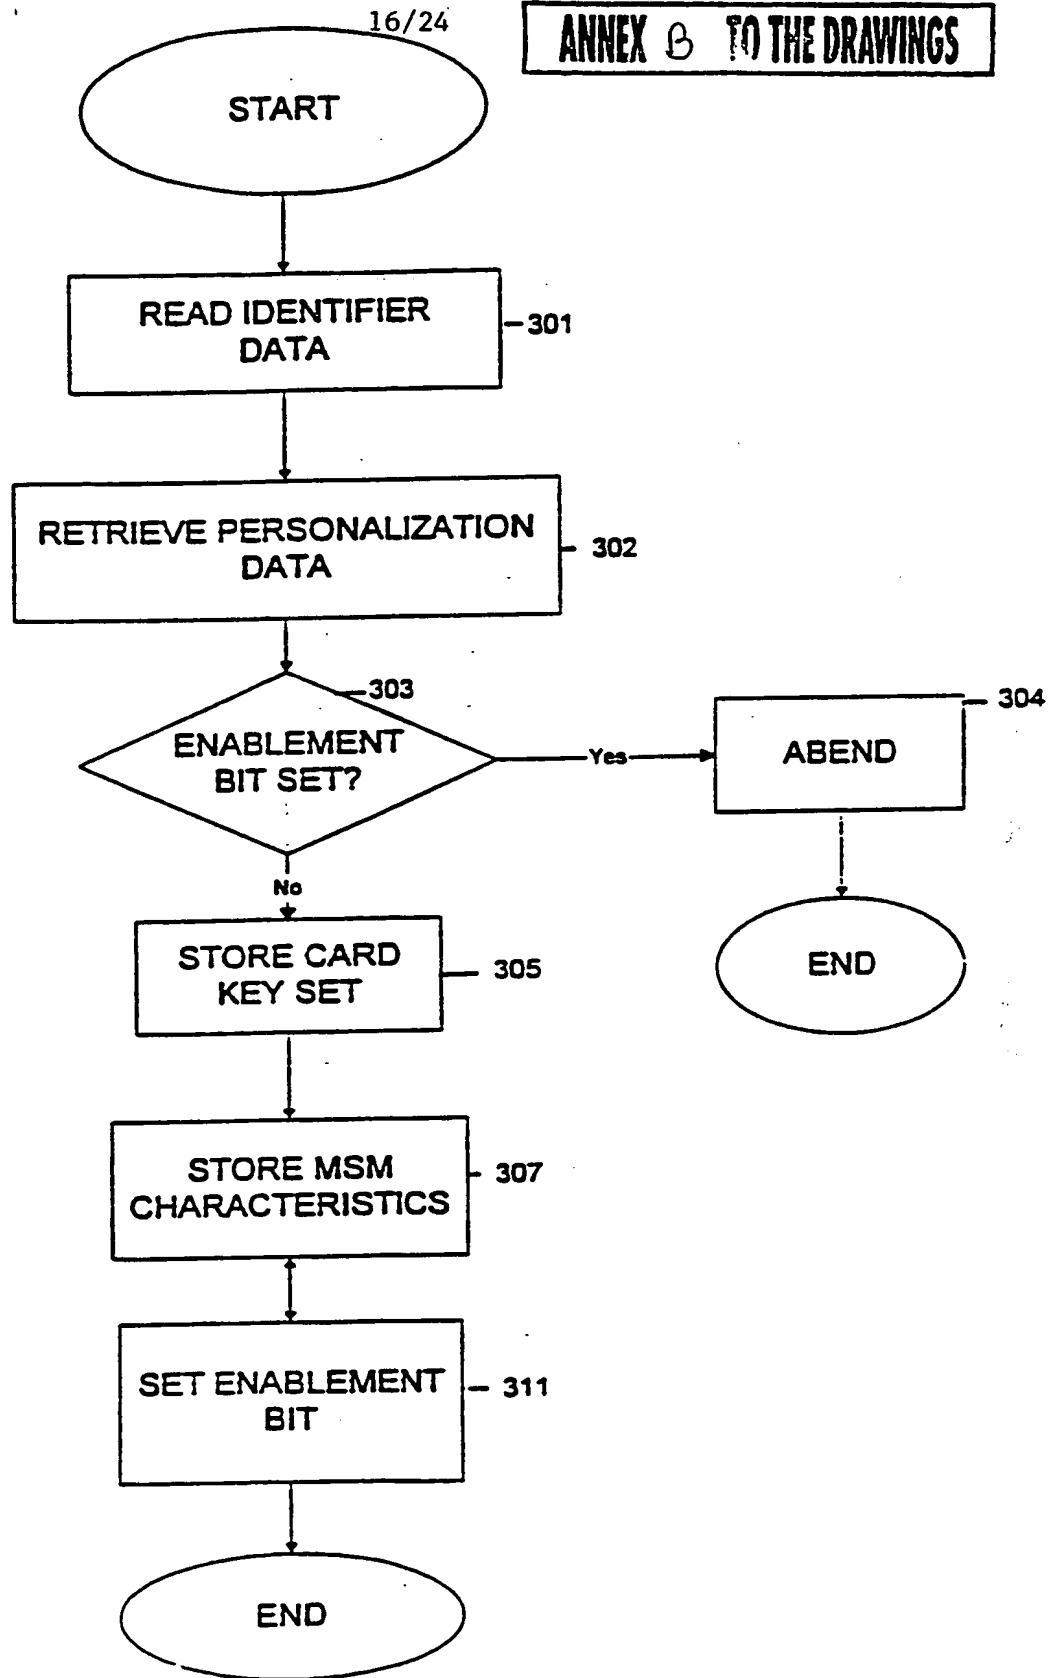 16/24
ANNEX B TO THE DRAWINGS
START
READ IDENTIFIER
DATA
301
RETRIEVE PERSONALIZATION
DATA
302
303
ENABLEMENT
BIT SET?
Yes
304
ABEND
END
No
STORE CARD
KEY SET
305
STORE MSM
CHARACTERISTICS
307
SET ENABLEMENT
BIT
311
END